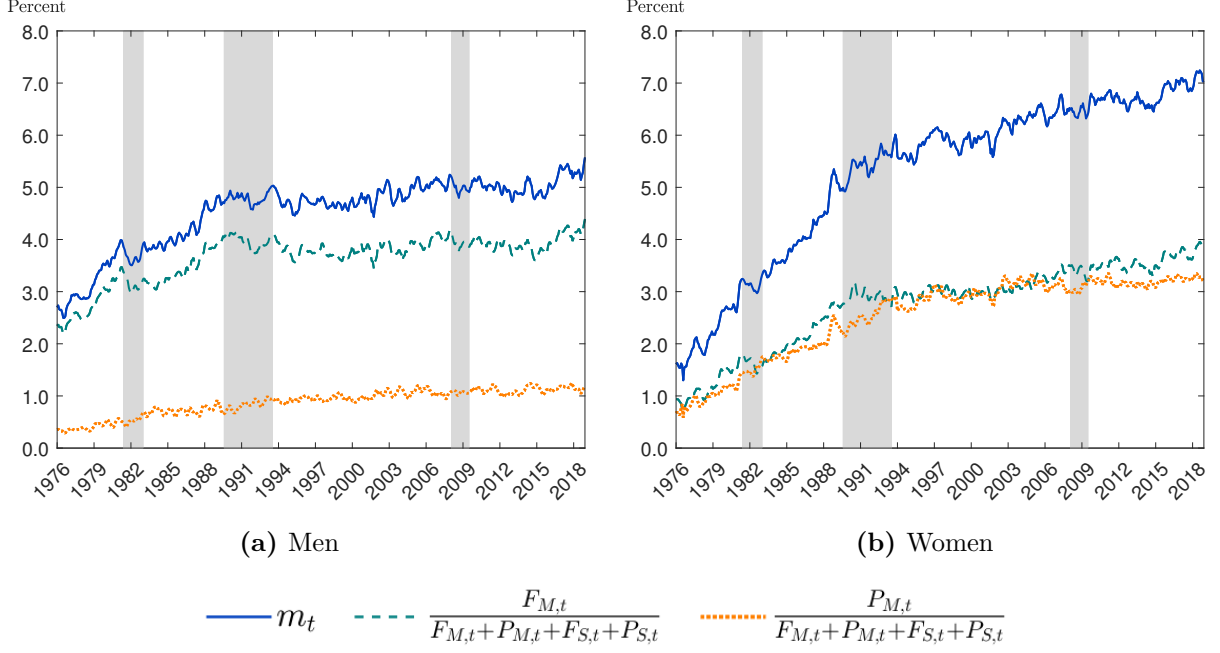 Percent
8.0
7.0
6.0
5.0
4.0
3.0
2.0
1.0
0.0
1976 1979 1982 1985 1988 1991 1994 1997 2000 2003 2006 2009 2012 2015 2018
(a) Men
Percent
8.0
7.0
6.0
5.0
4.0
3.0
2.0
1.0
0.0
1976 1979 1982 1985 1988 1991 1994 1997 2000 2003 2006 2009 2012 2015 2018
(b) Women
m_t
F_{M,t}
F_{M,t}+P_{M,t}+F_{S,t}+P_{S,t}
P_{M,t}
F_{M,t}+P_{M,t}+F_{S,t}+P_{S,t}